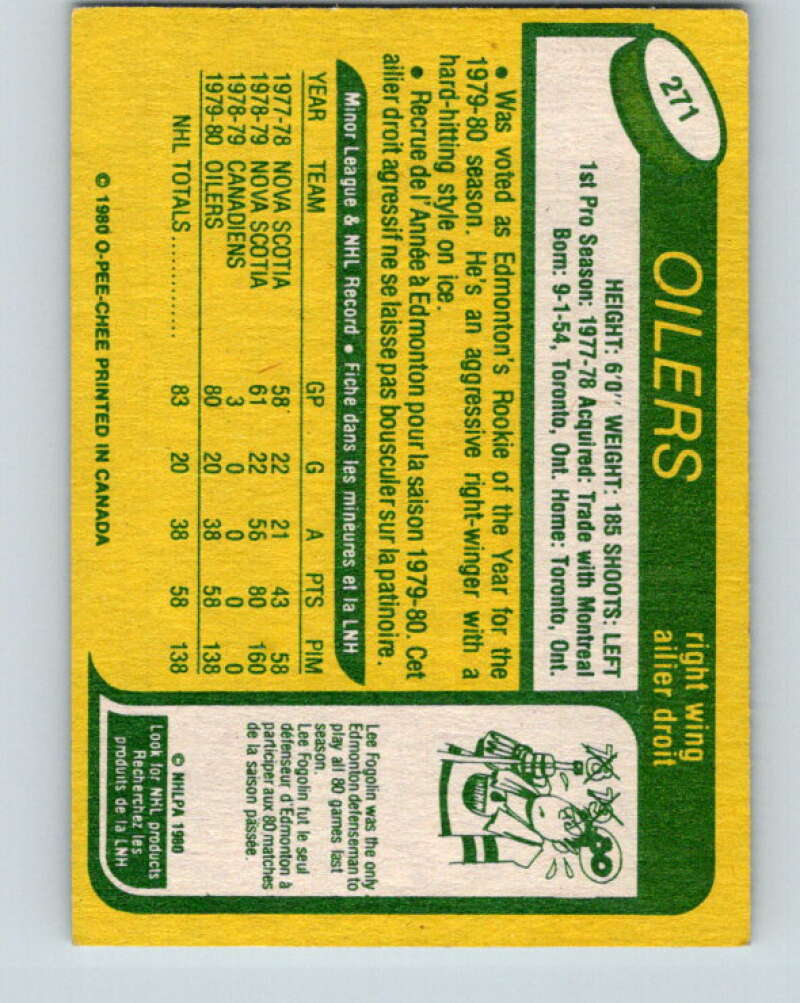 271
OILERS
right wing
ailier droit
HEIGHT: 6'0" WEIGHT: 185 SHOOTS: LEFT
1st Pro Season: 1977-78 Acquired: Trade with Montreal
Born: 9-1-54, Toronto, Ont. Home: Toronto, Ont.
• Was voted as Edmonton's Rookie of the Year for the
1979-80 season. He's an aggressive right-winger with a
hard-hitting style on ice.
• Recrue de l'Année à Edmonton pour la saison 1979-80. Cet
ailier droit agressif ne se laisse pas bousculer sur la patinoire.
Minor League & NHL Record • Fiche dans les mineures et la LNH
YEAR TEAM GP G A PTS PIM
1977-78 NOVA SCOTIA 58 22 21 43 58
1978-79 NOVA SCOTIA 61 22 56 80 160
1978-79 CANADIENS 3 0 0 0 0
1979-80 OILERS 80 20 38 58 138
NHL TOTALS .............. 83 20 38 58 138
© 1980 O-PEE-CHEE PRINTED IN CANADA
78 79 80
Lee Fogolin was the only
Edmonton defenseman to
play all 80 games last
season.
Lee Fogolin fut le seul
défenseur d'Edmonton à
participer aux 80 matches
de la saison passée.
© NHLPA 1980
Look for NHL products
Recherchez les
produits de la LNH